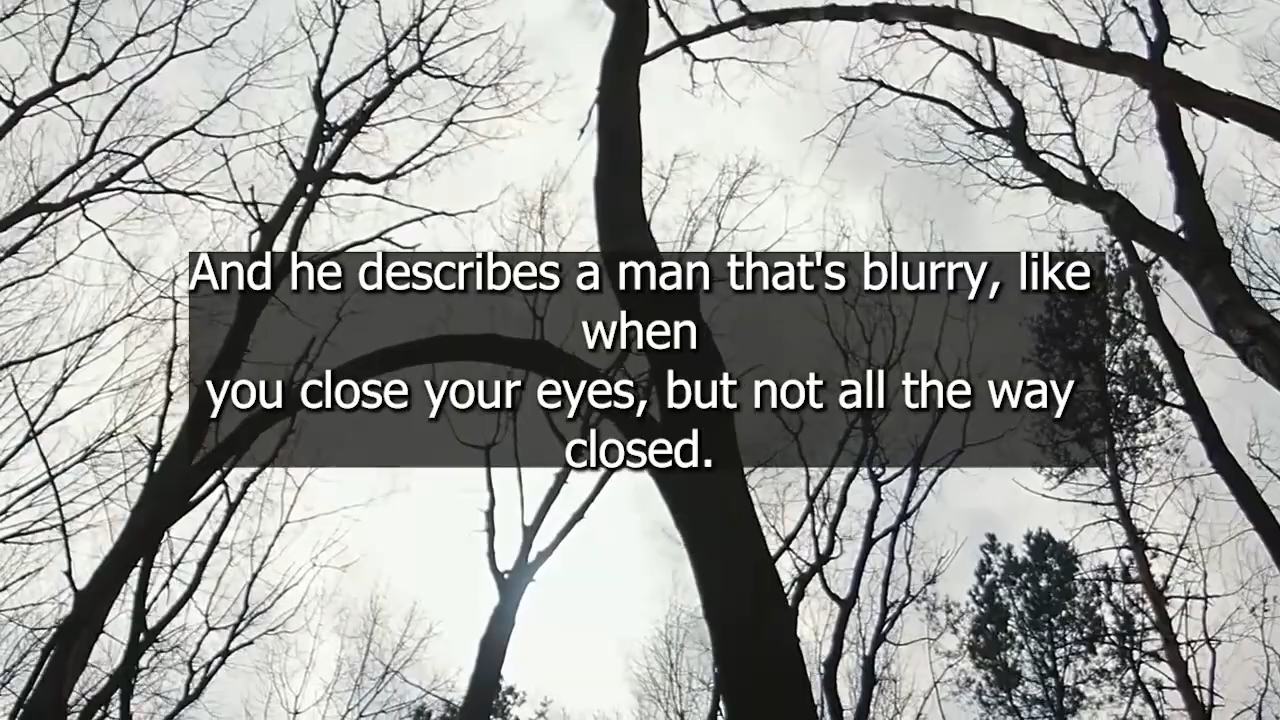 And he describes a man that's blurry, like
when
you close your eyes, but not all the way
closed.